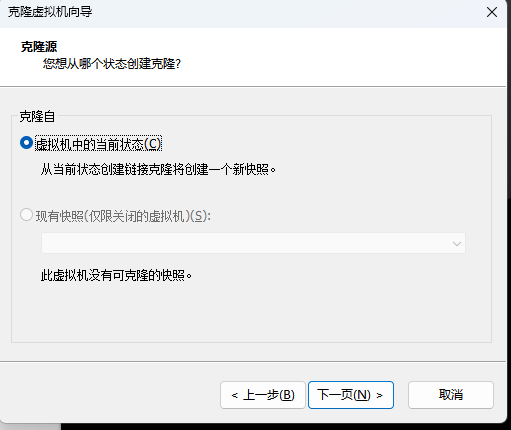 克隆虚拟机向导
克隆源
您想从哪个状态创建克隆?
克隆自
虚拟机中的当前状态(C)
从当前状态创建链接克隆将创建一个新快照。
现有快照(仅限关闭的虚拟机)(S):
此虚拟机没有可克隆的快照。
< 上一步(B) 下一页(N) > 取消